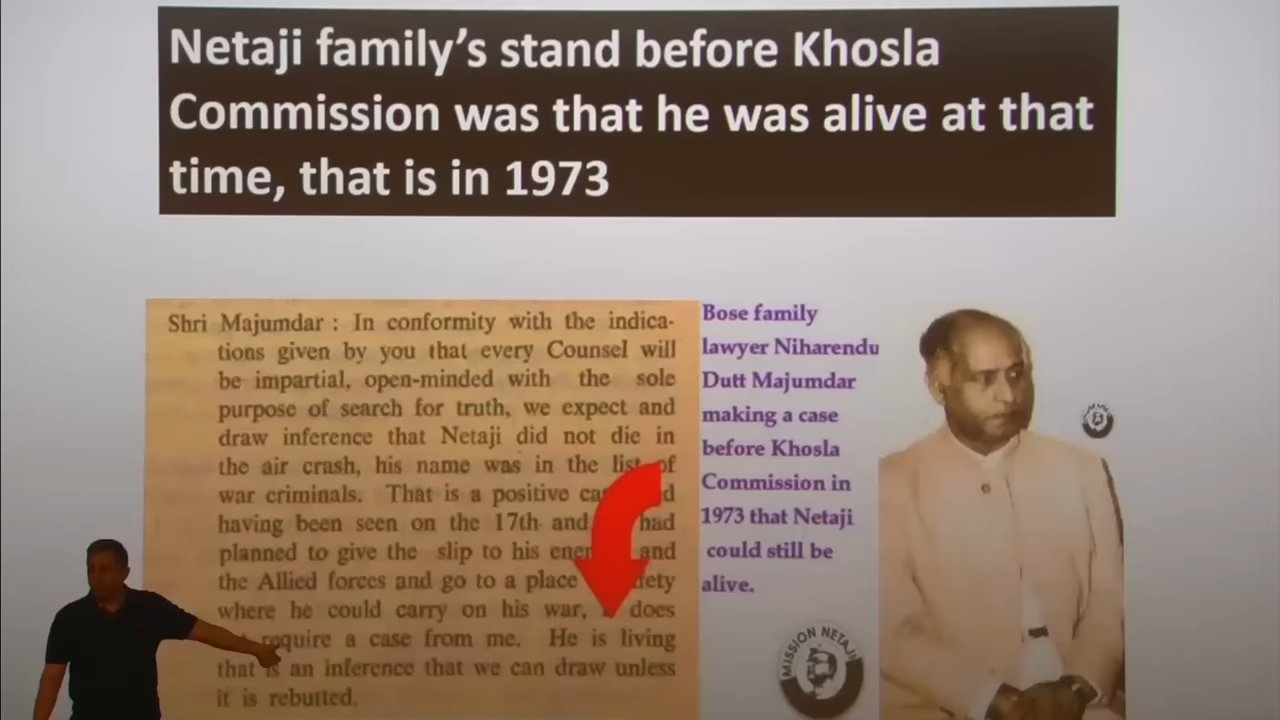 Netaji family’s stand before Khosla
Commission was that he was alive at that
time, that is in 1973
Shri Majumdar : In conformity with the indica-
tions given by you that every Counsel will
be impartial, open-minded with the sole
purpose of search for truth, we expect and
draw inference that Netaji did not die in
the air crash, his name was in the list of
war criminals. That is a positive
having been seen on the 17th and had
planned to give the slip to his and
the Allied forces and go to a place
where he could carry on his war, does
require a case from me. He is living
that is an inference that we can draw unless
it is rebutted.
Bose family
lawyer Niharendu
Dutt Majumdar
making a case
before Khosla
Commission in
1973 that Netaji
could still be
alive.
MISSION NETAJI